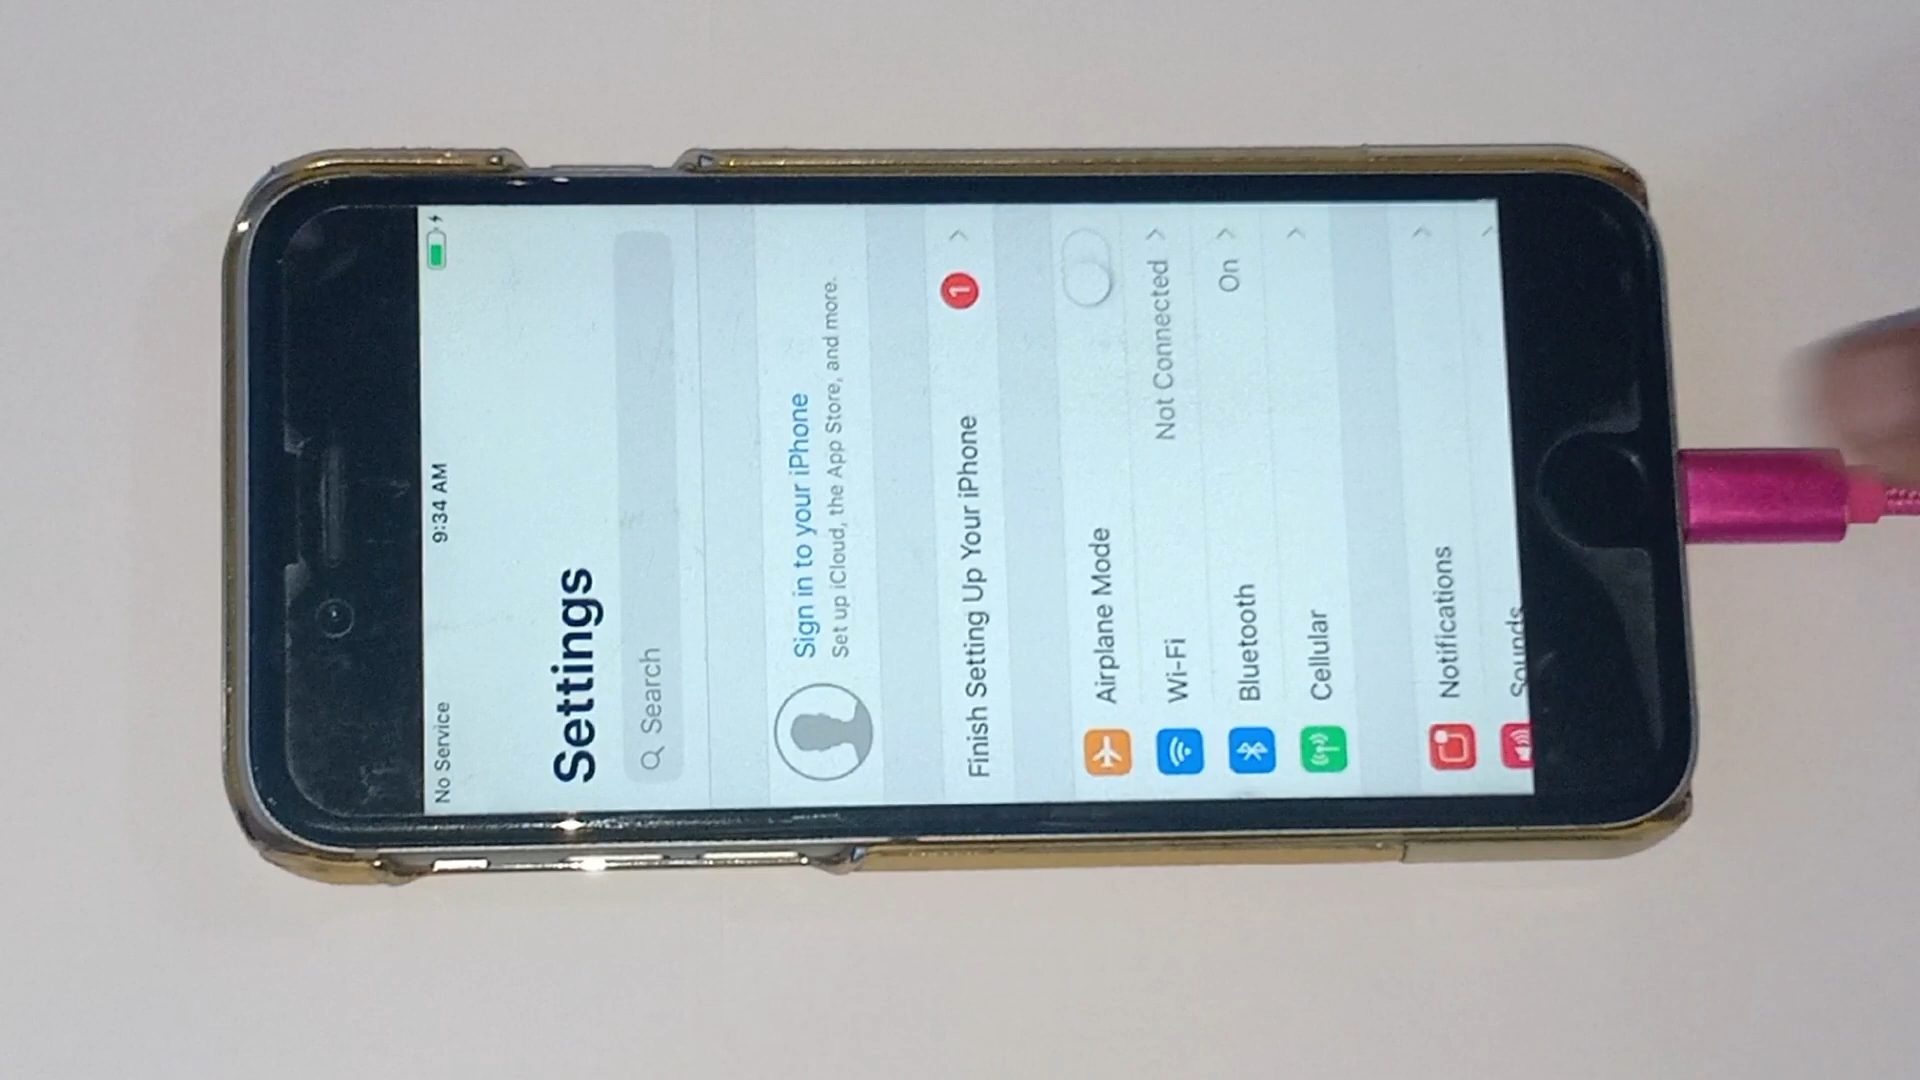 No Service 9:34 AM
Settings
Search
Sign in to your iPhone
Set up iCloud, the App Store, and more.
Finish Setting Up Your iPhone 1
Airplane Mode
Wi-Fi Not Connected
Bluetooth On
Cellular
Notifications
Sounds